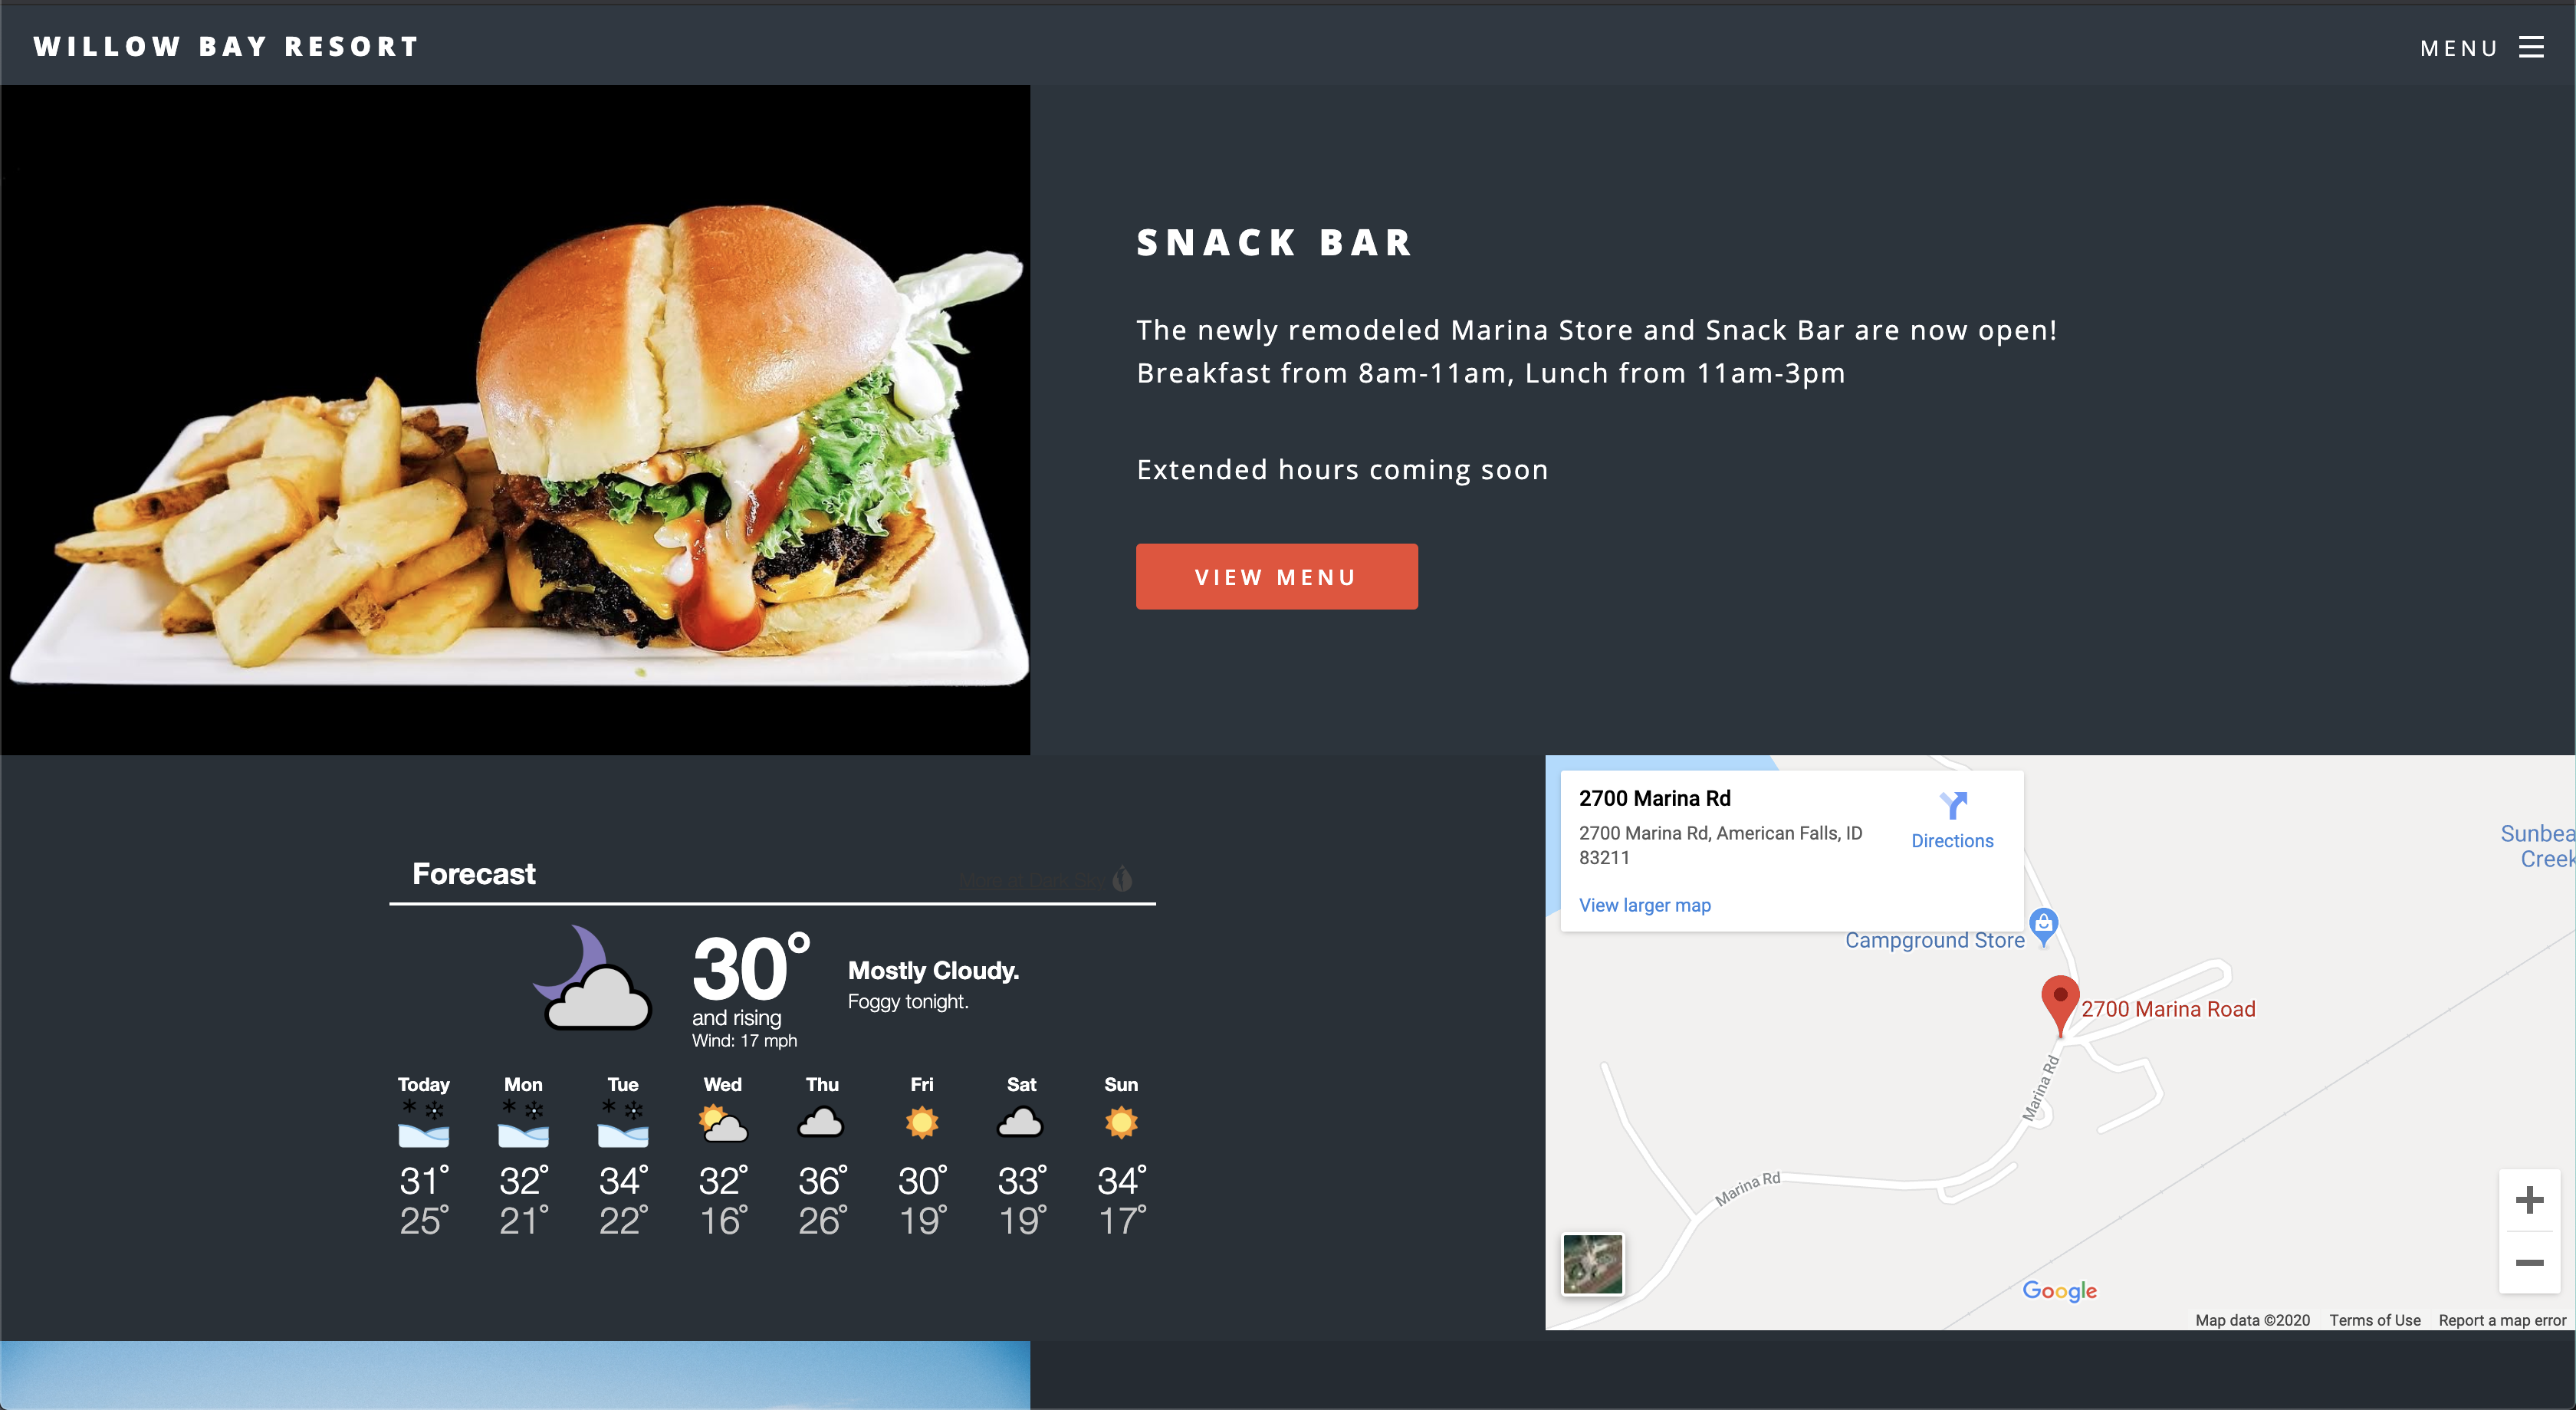 WILLOW BAY RESORT
MENU
SNACK BAR
The newly remodeled Marina Store and Snack Bar are now open!
Breakfast from 8am-11am, Lunch from 11am-3pm
Extended hours coming soon
VIEW MENU
Forecast
More at Dark Sky
30°
and rising
Wind: 17 mph
Mostly Cloudy.
Foggy tonight.
Today Mon Tue Wed Thu Fri Sat Sun
31° 32° 34° 32° 36° 30° 33° 34°
25° 21° 22° 16° 26° 19° 19° 17°
2700 Marina Rd
2700 Marina Rd, American Falls, ID
83211
Directions
View larger map
Sunbea
Creek
Campground Store
2700 Marina Road
Marina Rd
Marina Rd
Google
Map data ©2020 Terms of Use Report a map error